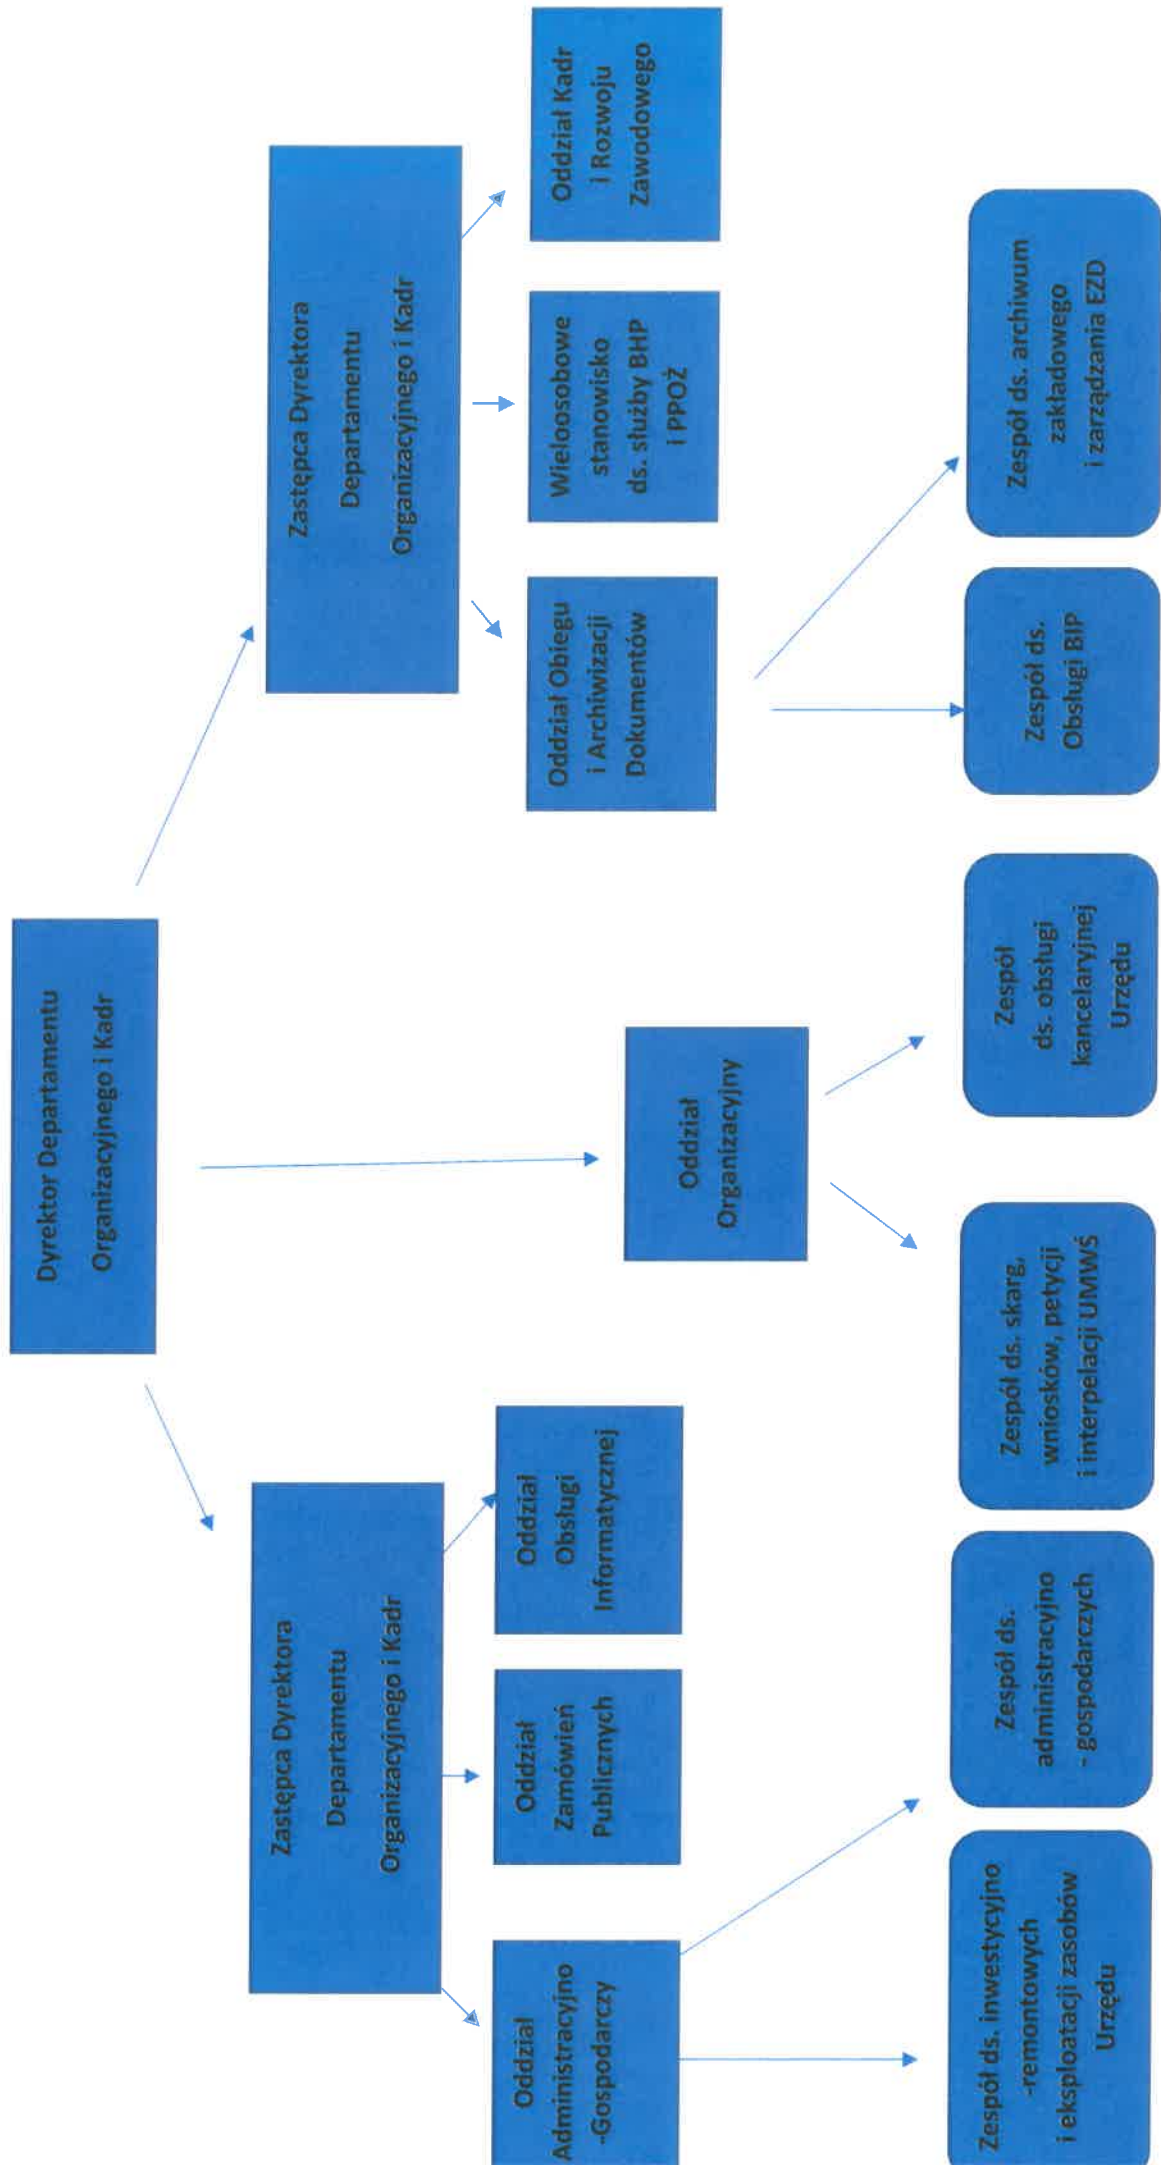 Dyrektor Departamentu
Organizacyjnego i Kadr
Zastępca Dyrektora
Departamentu
Organizacyjnego i Kadr
Zastępca Dyrektora
Departamentu
Organizacyjnego i Kadr
Oddział
Administracyjno
-Gospodarczy
Oddział
Zamówień
Publicznych
Oddział
Obsługi
Informatycznej
Oddział
Organizacyjny
Oddział Obiegu
i Archiwizacji
Dokumentów
Wieloosobowe
stanowisko
ds. służby BHP
i PPOŻ
Oddział Kadr
i Rozwoju
Zawodowego
Zespół ds. inwestycyjno
-remontowych
i eksploatacji zasobów
Urzędu
Zespół ds.
administracyjno
- gospodarczych
Zespół ds. skarg,
wniosków, petycji
i interpelacji UMWŚ
Zespół
ds. obsługi
kancelaryjnej
Urzędu
Zespół ds.
Obsługi BIP
Zespół ds. archiwum
zakładowego
i zarządzania EZD